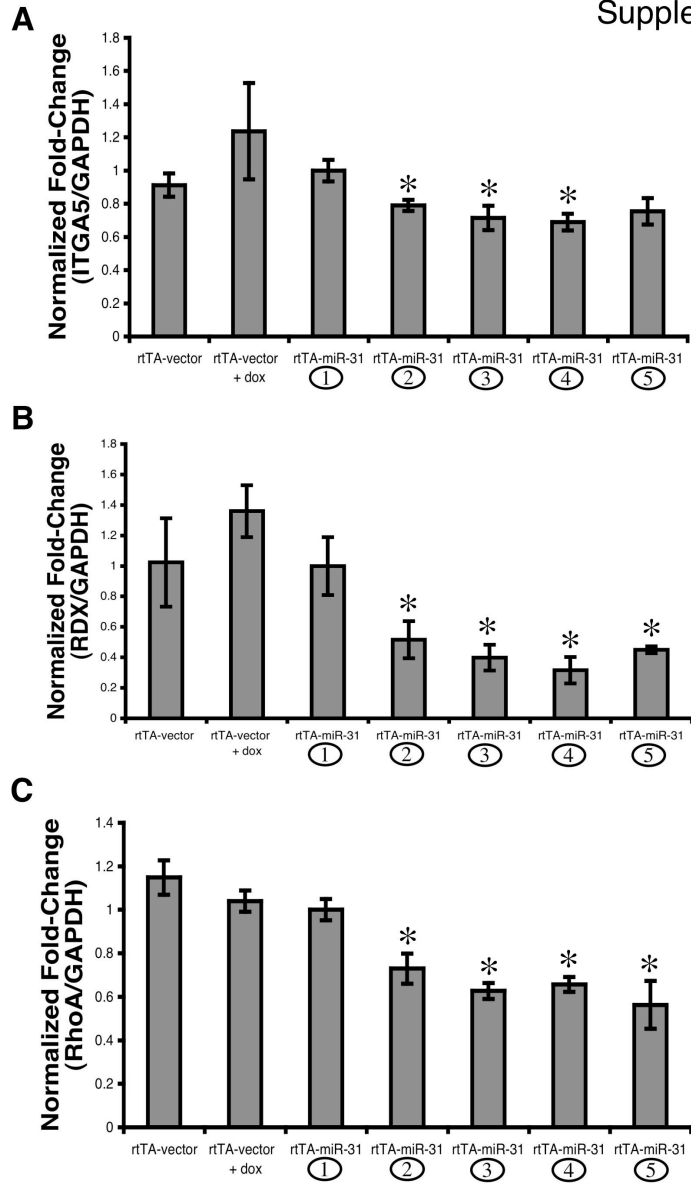 Supple
A
Normalized Fold-Change
(ITGA5/GAPDH)
1.8
1.6
1.4
1.2
1
0.8
0.6
0.4
0.2
0
* * *
rtTA-vector rtTA-vector rtTA-miR-31 rtTA-miR-31 rtTA-miR-31 rtTA-miR-31 rtTA-miR-31
+ dox 1 2 3 4 5
B
Normalized Fold-Change
(RDX/GAPDH)
1.8
1.6
1.4
1.2
1
0.8
0.6
0.4
0.2
0
* * * *
rtTA-vector rtTA-vector rtTA-miR-31 rtTA-miR-31 rtTA-miR-31 rtTA-miR-31 rtTA-miR-31
+ dox 1 2 3 4 5
C
Normalized Fold-Change
(RhoA/GAPDH)
1.4
1.2
1
0.8
0.6
0.4
0.2
0
* * * *
rtTA-vector rtTA-vector rtTA-miR-31 rtTA-miR-31 rtTA-miR-31 rtTA-miR-31 rtTA-miR-31
+ dox 1 2 3 4 5